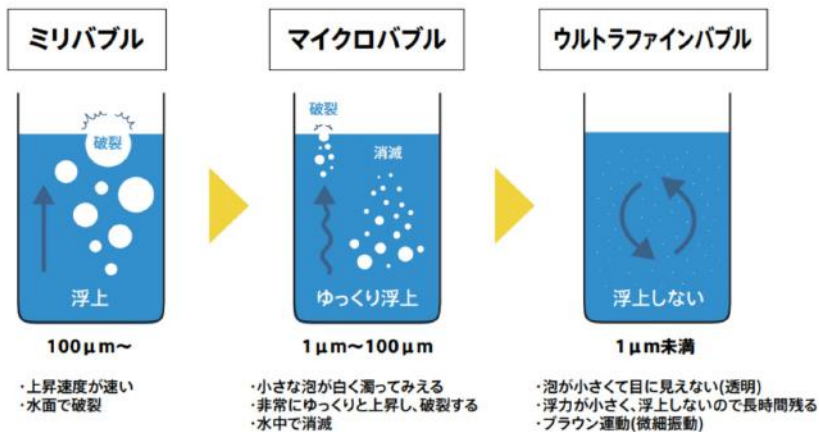 ミリバブル
破裂
浮上
100μm～
・上昇速度が速い
・水面で破裂
マイクロバブル
破裂
消滅
ゆっくり浮上
1μm～100μm
・小さな泡が白く濁ってみえる
・非常にゆっくりと上昇し、破裂する
・水中で消滅
ウルトラファインバブル
浮上しない
1μm未満
・泡が小さくて目に見えない(透明)
・浮力が小さく、浮上しないので長時間残る
・ブラウン運動(微細振動)